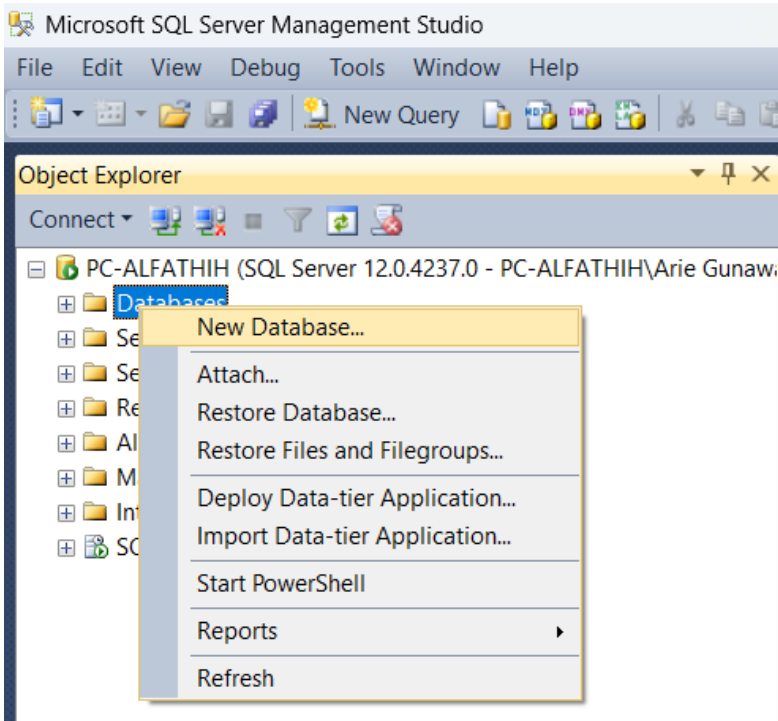 Microsoft SQL Server Management Studio
File Edit View Debug Tools Window Help
New Query
Object Explorer
Connect
PC-ALFATHIH (SQL Server 12.0.4237.0 - PC-ALFATHIH\Arie Gunawa
Databases
New Database...
Attach...
Restore Database...
Restore Files and Filegroups...
Deploy Data-tier Application...
Import Data-tier Application...
Start PowerShell
Reports
Refresh